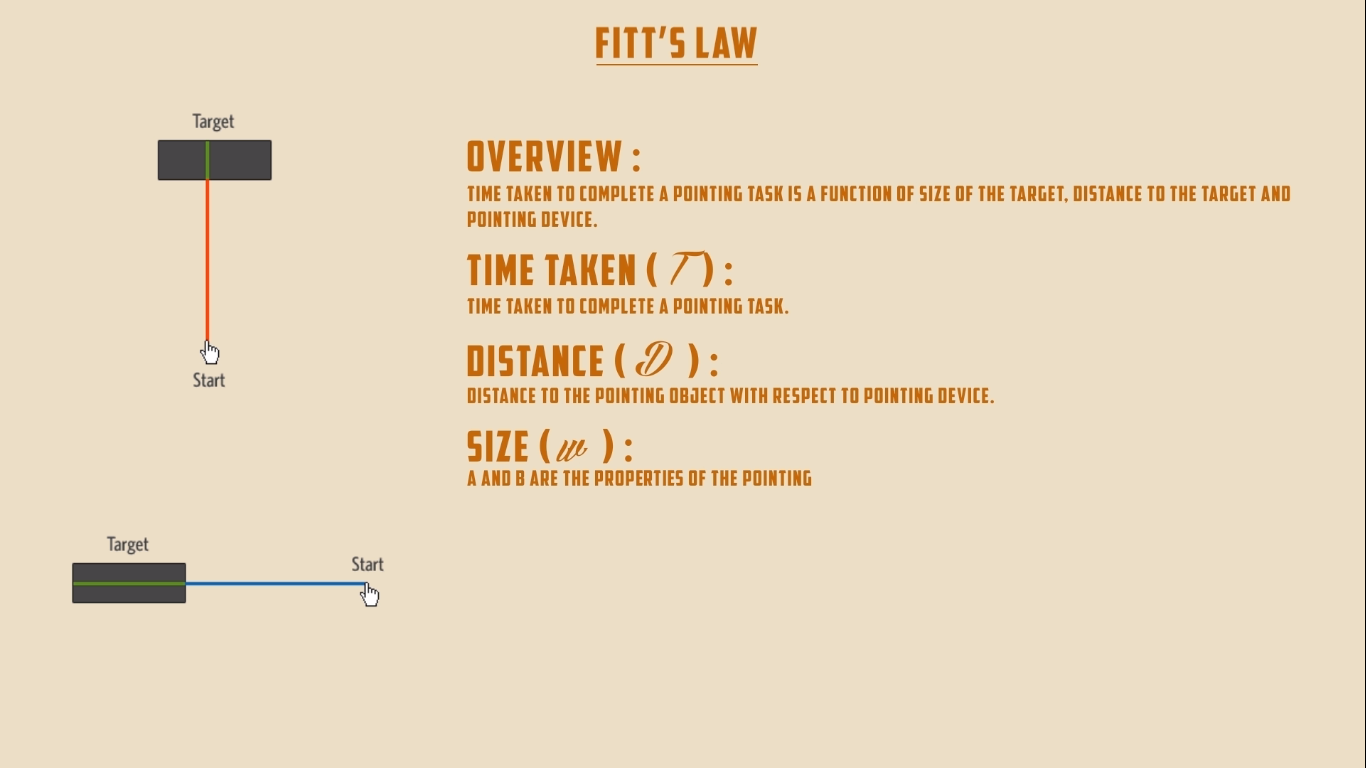 FITT'S LAW
Target
Start
OVERVIEW :
TIME TAKEN TO COMPLETE A POINTING TASK IS A FUNCTION OF SIZE OF THE TARGET, DISTANCE TO THE TARGET AND
POINTING DEVICE.
TIME TAKEN ( T ) :
TIME TAKEN TO COMPLETE A POINTING TASK.
DISTANCE ( D ) :
DISTANCE TO THE POINTING OBJECT WITH RESPECT TO POINTING DEVICE.
SIZE ( w ) :
A AND B ARE THE PROPERTIES OF THE POINTING
Target
Start